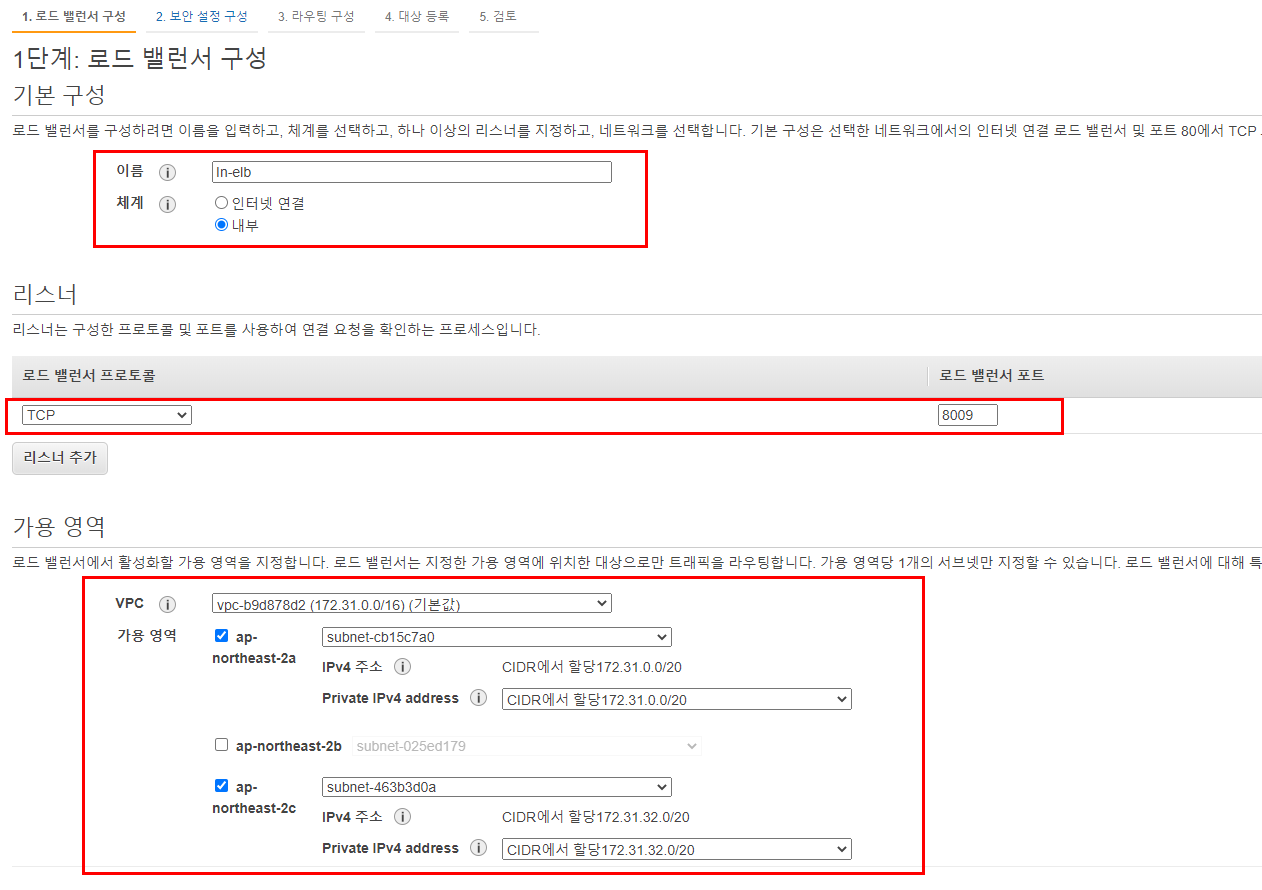 1. 로드 밸런서 구성 2. 보안 설정 구성 3. 라우팅 구성 4. 대상 등록 5. 검토
1단계: 로드 밸런서 구성
기본 구성
로드 밸런서를 구성하려면 이름을 입력하고, 체계를 선택하고, 하나 이상의 리스너를 지정하고, 네트워크를 선택합니다. 기본 구성은 선택한 네트워크에서의 인터넷 연결 로드 밸런서 및 포트 80에서 TCP
이름 i In-elb
체계 i 인터넷 연결
내부
리스너
리스너는 구성한 프로토콜 및 포트를 사용하여 연결 요청을 확인하는 프로세스입니다.
로드 밸런서 프로토콜 로드 밸런서 포트
TCP 8009
리스너 추가
가용 영역
로드 밸런서에서 활성화할 가용 영역을 지정합니다. 로드 밸런서는 지정한 가용 영역에 위치한 대상으로만 트래픽을 라우팅합니다. 가용 영역당 1개의 서브넷만 지정할 수 있습니다. 로드 밸런서에 대해 특
VPC i vpc-b9d878d2 (172.31.0.0/16) (기본값)
가용 영역 ap- subnet-cb15c7a0
northeast-2a
IPv4 주소 i CIDR에서 할당172.31.0.0/20
Private IPv4 address i CIDR에서 할당172.31.0.0/20
ap-northeast-2b subnet-025ed179
ap- subnet-463b3d0a
northeast-2c
IPv4 주소 i CIDR에서 할당172.31.32.0/20
Private IPv4 address i CIDR에서 할당172.31.32.0/20